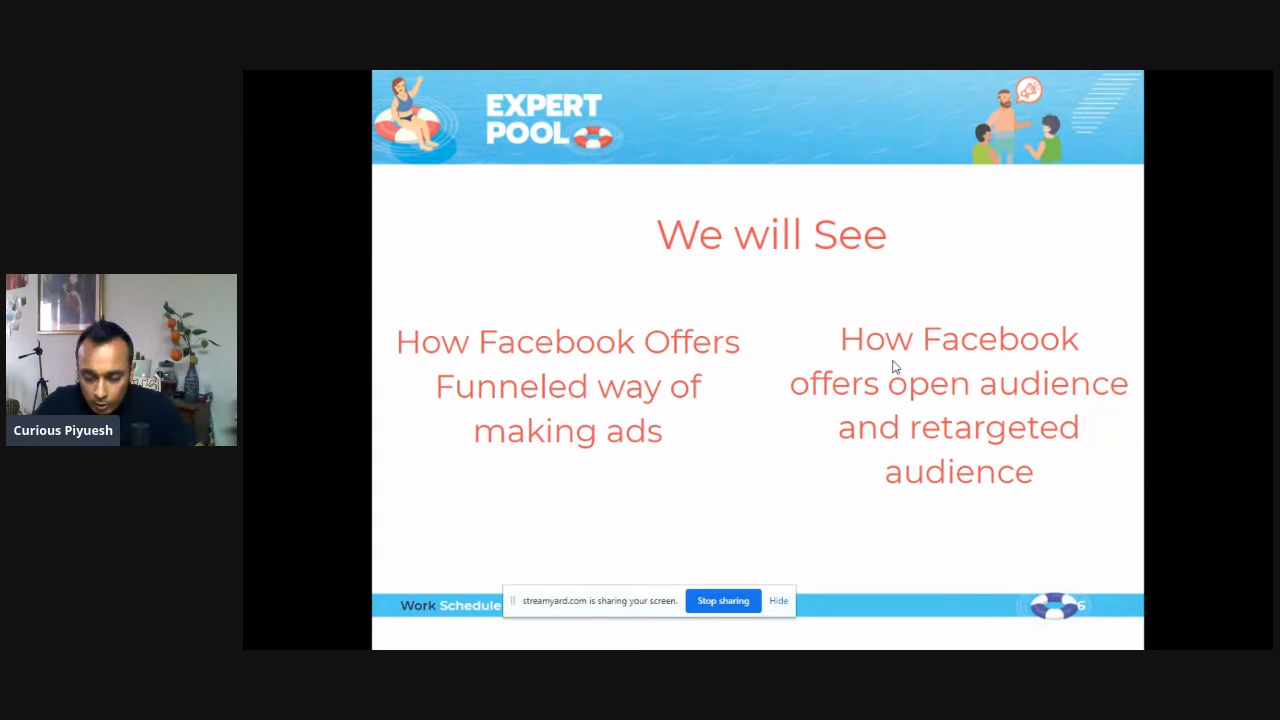 EXPERT
POOL
We will See
How Facebook Offers
Funneled way of
making ads
How Facebook
offers open audience
and retargeted
audience
Curious Piyuesh
Work Schedule
streamyard.com is sharing your screen.
Stop sharing
Hide
6